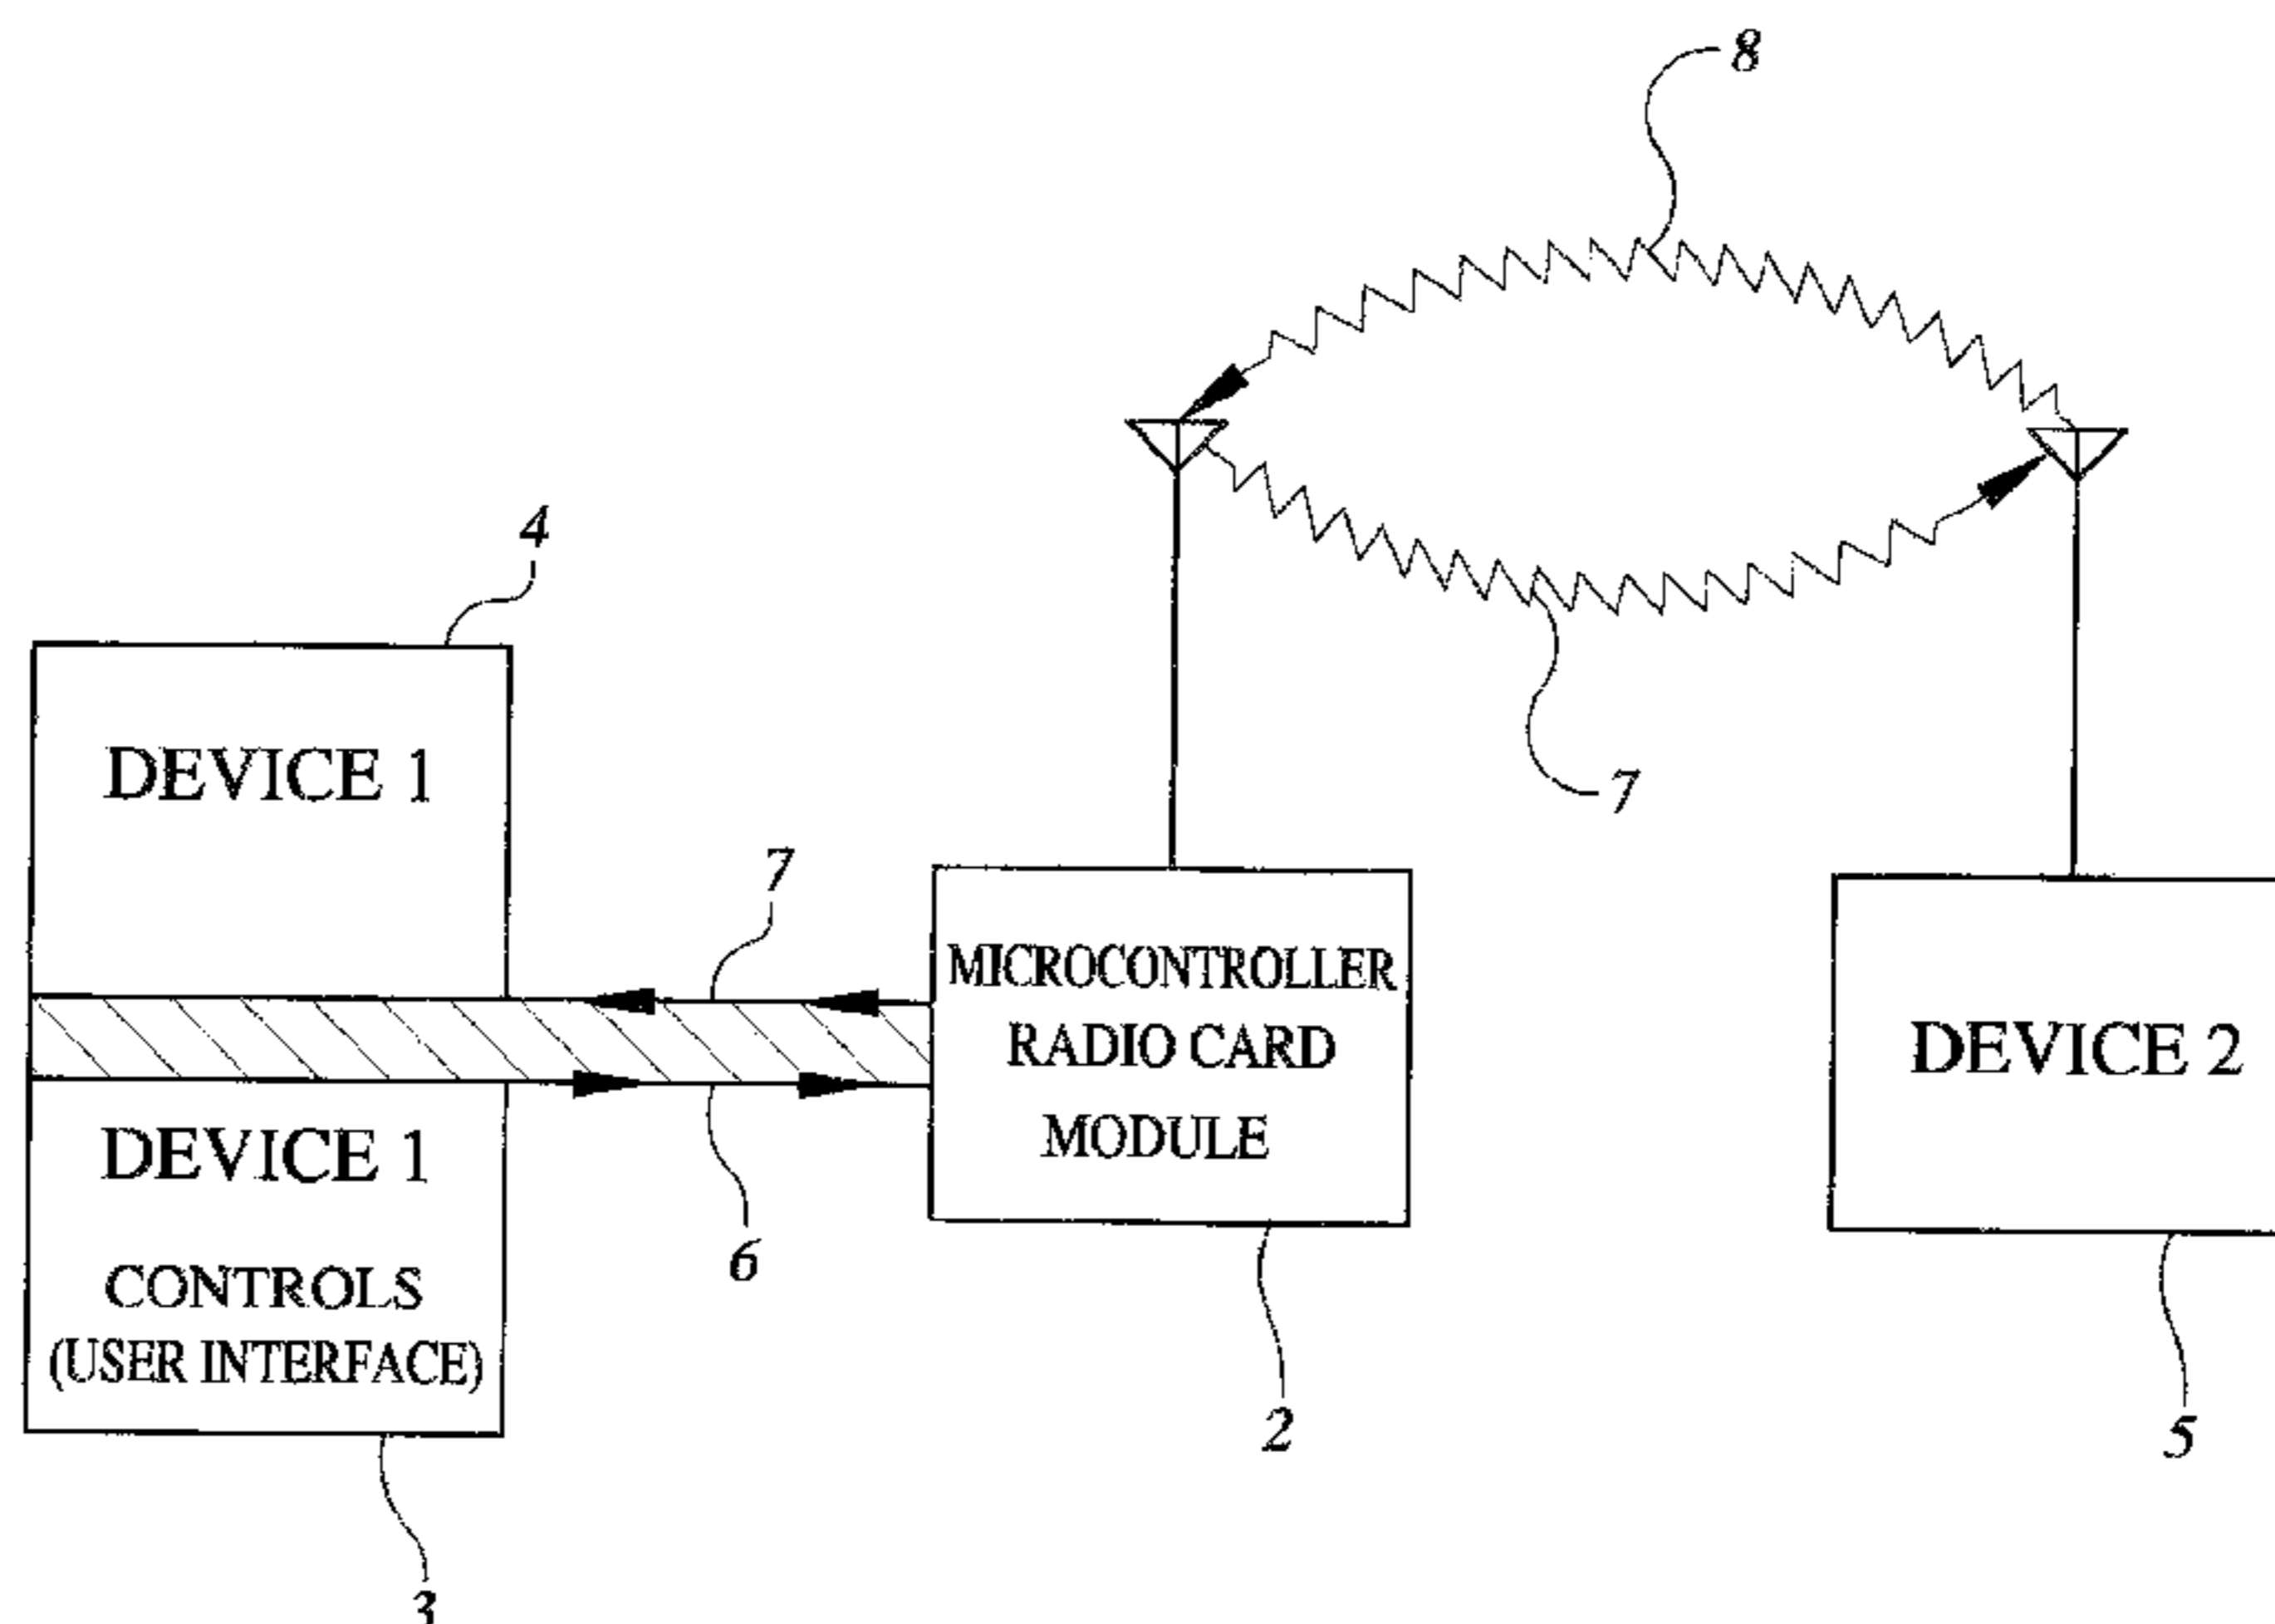 8
4
DEVICE 1
7
7
MICROCONTROLLER
RADIO CARD
MODULE
DEVICE 2
DEVICE 1
CONTROLS
(USER INTERFACE)
6
2
5
3